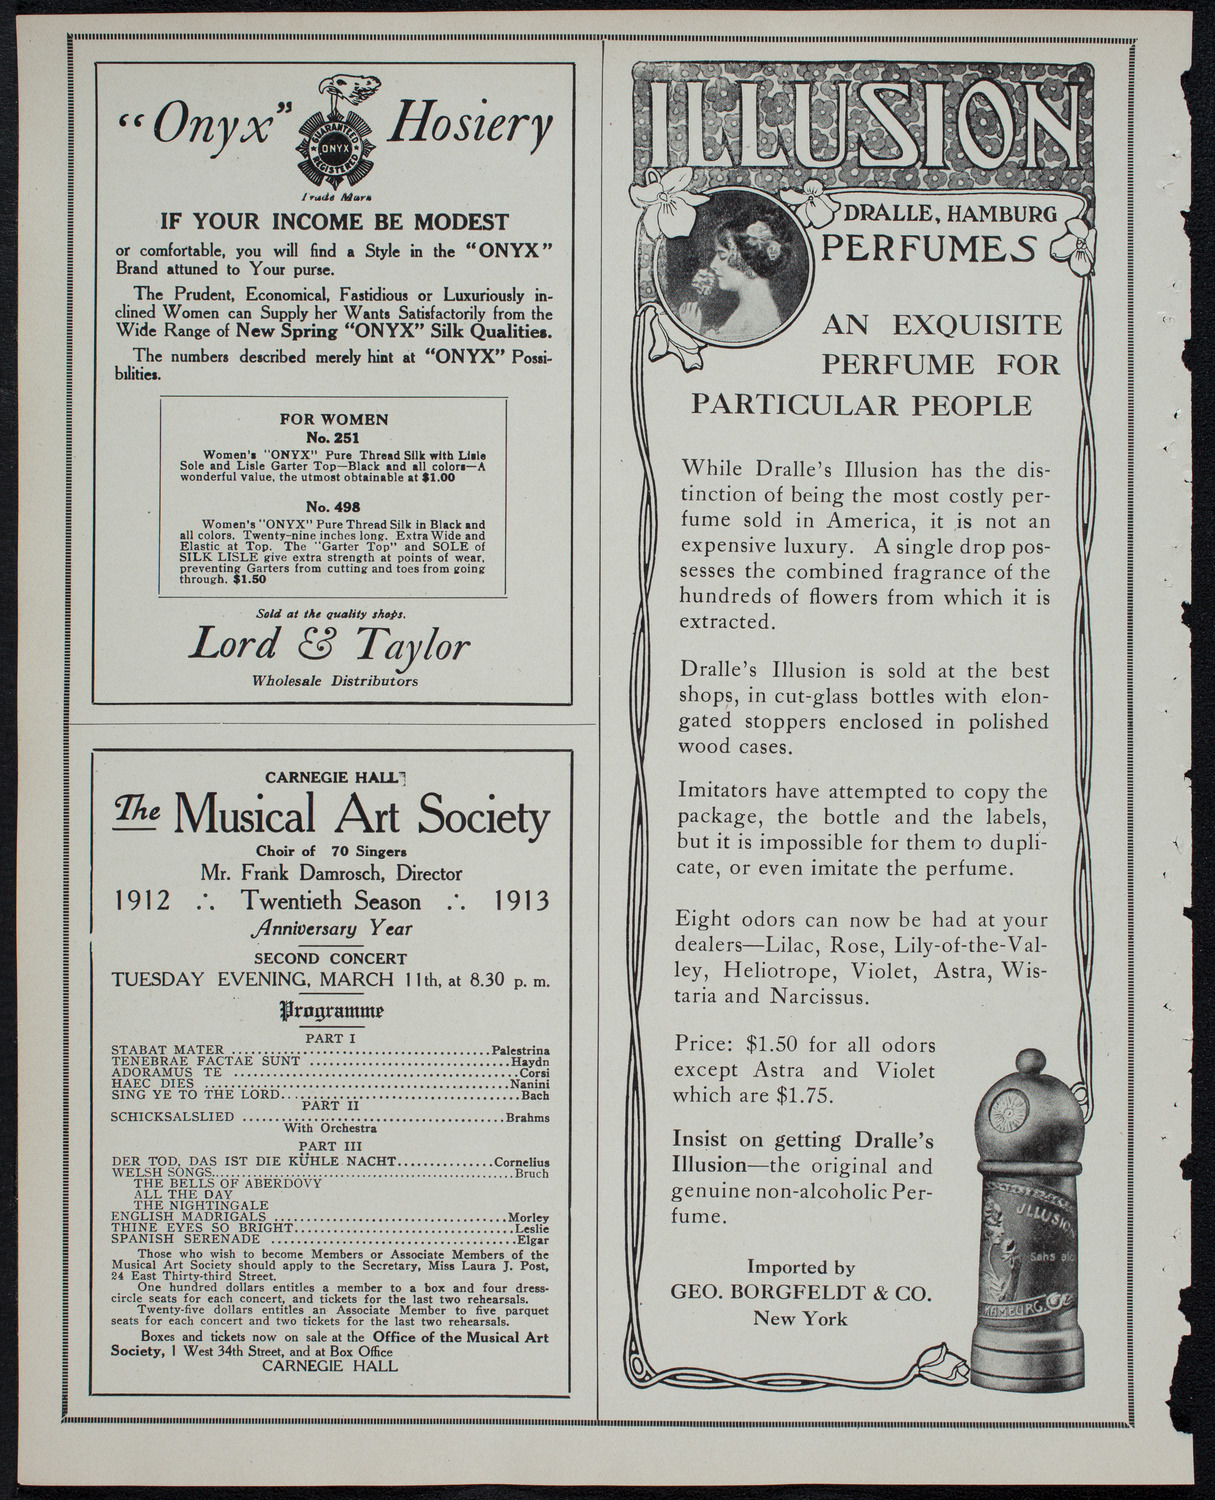 "Onyx" Hosiery
GUARANTEED
ONYX
REGISTERED
Trade Mark
IF YOUR INCOME BE MODEST
or comfortable, you will find a Style in the "ONYX"
Brand attuned to Your purse.
The Prudent, Economical, Fastidious or Luxuriously in-
clined Women can Supply her Wants Satisfactorily from the
Wide Range of New Spring "ONYX" Silk Qualities.
The numbers described merely hint at "ONYX" Possi-
bilities.
FOR WOMEN
No. 251
Women's "ONYX" Pure Thread Silk with Lisle
Sole and Lisle Garter Top—Black and all colors—A
wonderful value, the utmost obtainable at $1.00
No. 498
Women's "ONYX" Pure Thread Silk in Black and
all colors. Twenty-nine inches long. Extra Wide and
Elastic at Top. The "Garter Top" and SOLE of
SILK LISLE give extra strength at points of wear,
preventing Garters from cutting and toes from going
through. $1.50
Sold at the quality shops.
Lord & Taylor
Wholesale Distributors
CARNEGIE HALL
The Musical Art Society
Choir of 70 Singers
Mr. Frank Damrosch, Director
1912 ∴ Twentieth Season ∴ 1913
Anniversary Year
SECOND CONCERT
TUESDAY EVENING, MARCH 11th, at 8.30 p. m.
Programme
PART I
STABAT MATER ........ Palestrina
TENEBRAE FACTAE SUNT ........ Haydn
ADORAMUS TE ........ Corsi
HAEC DIES ........ Nanini
SING YE TO THE LORD ........ Bach
PART II
SCHICKSALSLIED ........ Brahms
With Orchestra
PART III
DER TOD, DAS IST DIE KÜHLE NACHT ........ Cornelius
WELSH SONGS ........ Bruch
THE BELLS OF ABERDOVY
ALL THE DAY
THE NIGHTINGALE
ENGLISH MADRIGALS ........ Morley
THINE EYES SO BRIGHT ........ Leslie
SPANISH SERENADE ........ Elgar
Those who wish to become Members or Associate Members of the
Musical Art Society should apply to the Secretary, Miss Laura J. Post,
24 East Thirty-third Street.
One hundred dollars entitles a member to a box and four dress-
circle seats for each concert, and tickets for the last two rehearsals.
Twenty-five dollars entitles an Associate Member to five parquet
seats for each concert and two tickets for the last two rehearsals.
Boxes and tickets now on sale at the Office of the Musical Art
Society, 1 West 34th Street, and at Box Office
CARNEGIE HALL
ILLUSION
DRALLE, HAMBURG
PERFUMES
AN EXQUISITE
PERFUME FOR
PARTICULAR PEOPLE
While Dralle's Illusion has the dis-
tinction of being the most costly per-
fume sold in America, it is not an
expensive luxury. A single drop pos-
sesses the combined fragrance of the
hundreds of flowers from which it is
extracted.
Dralle's Illusion is sold at the best
shops, in cut-glass bottles with elon-
gated stoppers enclosed in polished
wood cases.
Imitators have attempted to copy the
package, the bottle and the labels,
but it is impossible for them to dupli-
cate, or even imitate the perfume.
Eight odors can now be had at your
dealers—Lilac, Rose, Lily-of-the-Val-
ley, Heliotrope, Violet, Astra, Wis-
taria and Narcissus.
Price: $1.50 for all odors
except Astra and Violet
which are $1.75.
Insist on getting Dralle's
Illusion—the original and
genuine non-alcoholic Per-
fume.
Imported by
GEO. BORGFELDT & CO.
New York
ILLUSION
HAMBURG